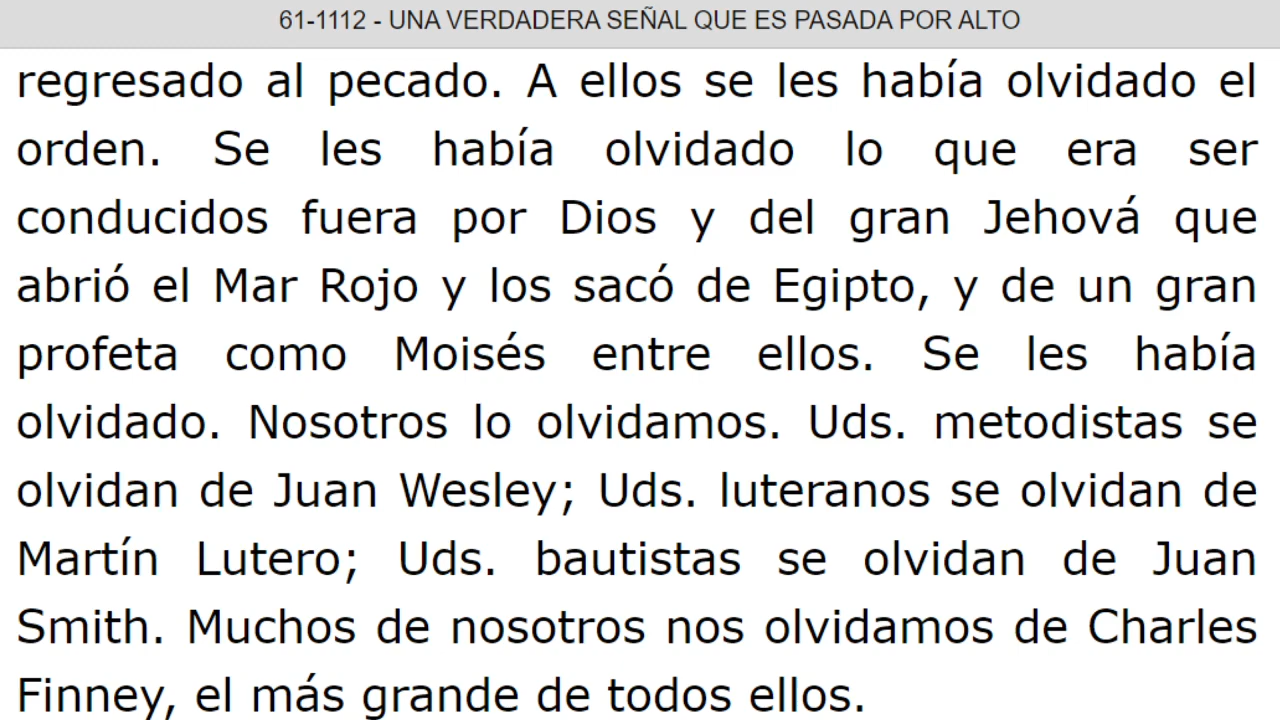 61-1112 - UNA VERDADERA SEÑAL QUE ES PASADA POR ALTO
regresado al pecado. A ellos se les había olvidado el
orden. Se les había olvidado lo que era ser
conducidos fuera por Dios y del gran Jehová que
abrió el Mar Rojo y los sacó de Egipto, y de un gran
profeta como Moisés entre ellos. Se les había
olvidado. Nosotros lo olvidamos. Uds. metodistas se
olvidan de Juan Wesley; Uds. luteranos se olvidan de
Martín Lutero; Uds. bautistas se olvidan de Juan
Smith. Muchos de nosotros nos olvidamos de Charles
Finney, el más grande de todos ellos.